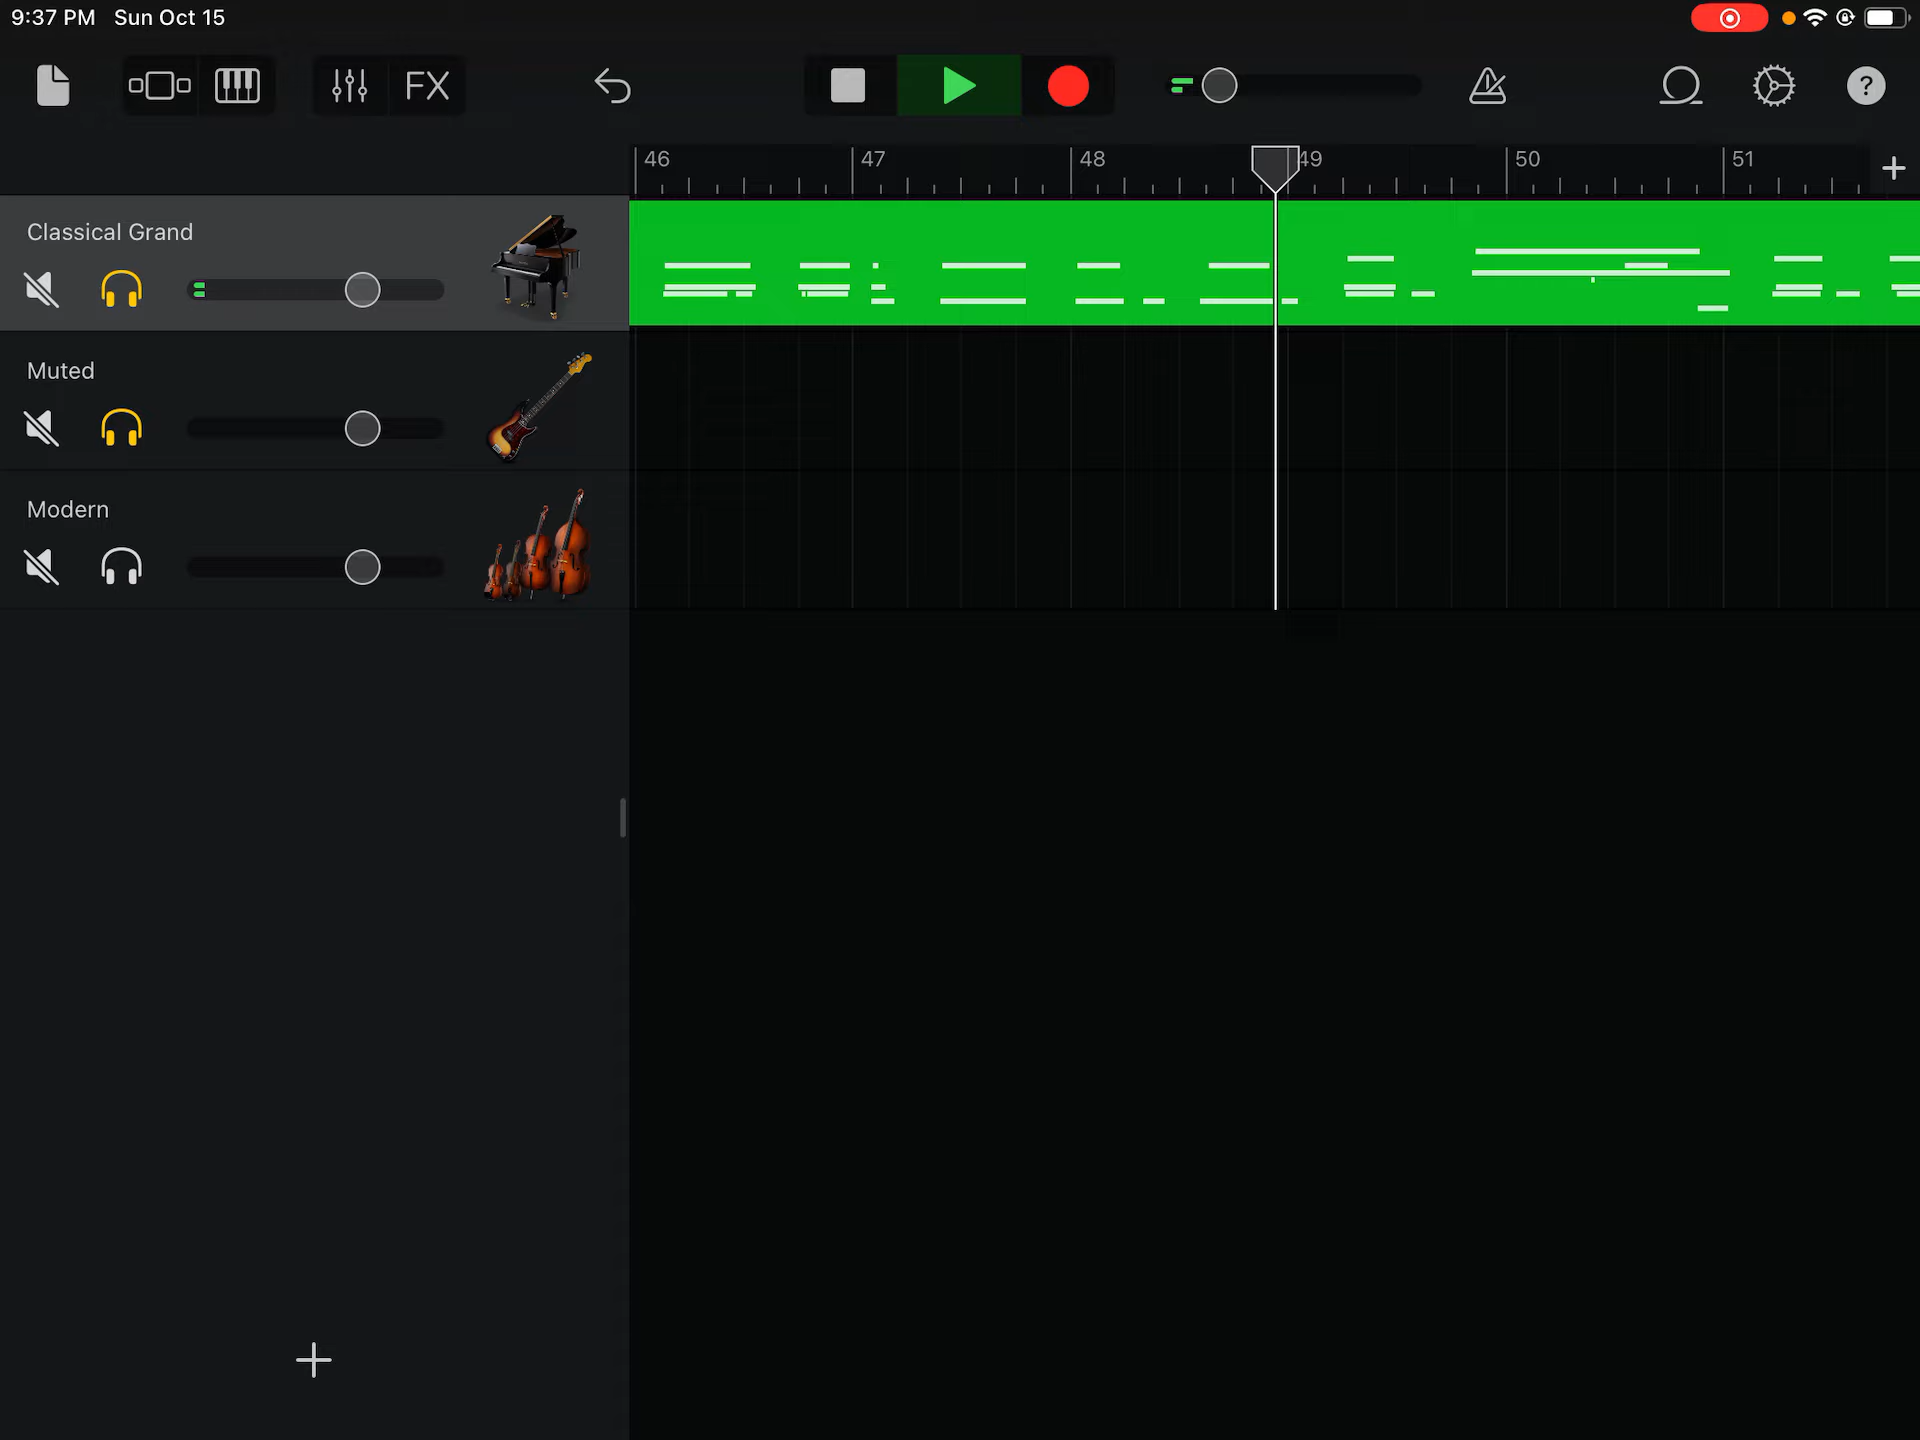 9:37 PM Sun Oct 15
FX
?
46 47 48 49 50 51
Classical Grand
Muted
Modern